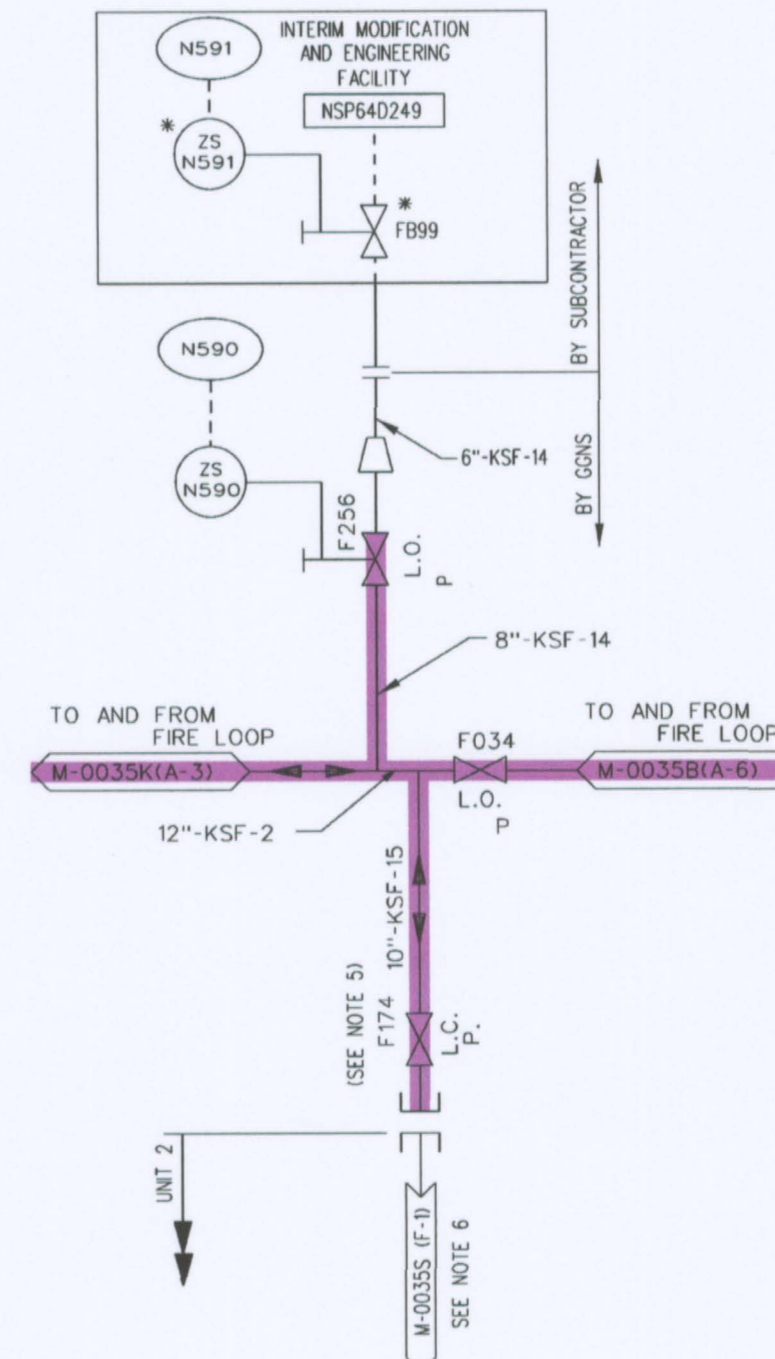 N591
INTERIM MODIFICATION
AND ENGINEERING
FACILITY
NSP64D249
*
ZS
N591
*
FB99
BY SUBCONTRACTOR
BY GGNS
N590
6"-KSF-14
ZS
N590
F256
L.O.
P
8"-KSF-14
TO AND FROM
FIRE LOOP
M-0035K(A-3)
F034
L.O.
P
TO AND FROM
FIRE LOOP
M-0035B(A-6)
12"-KSF-2
10"-KSF-15
(SEE NOTE 5)
F174
L.C.
P.
UNIT 2
M-0035S (F-1)
SEE NOTE 6